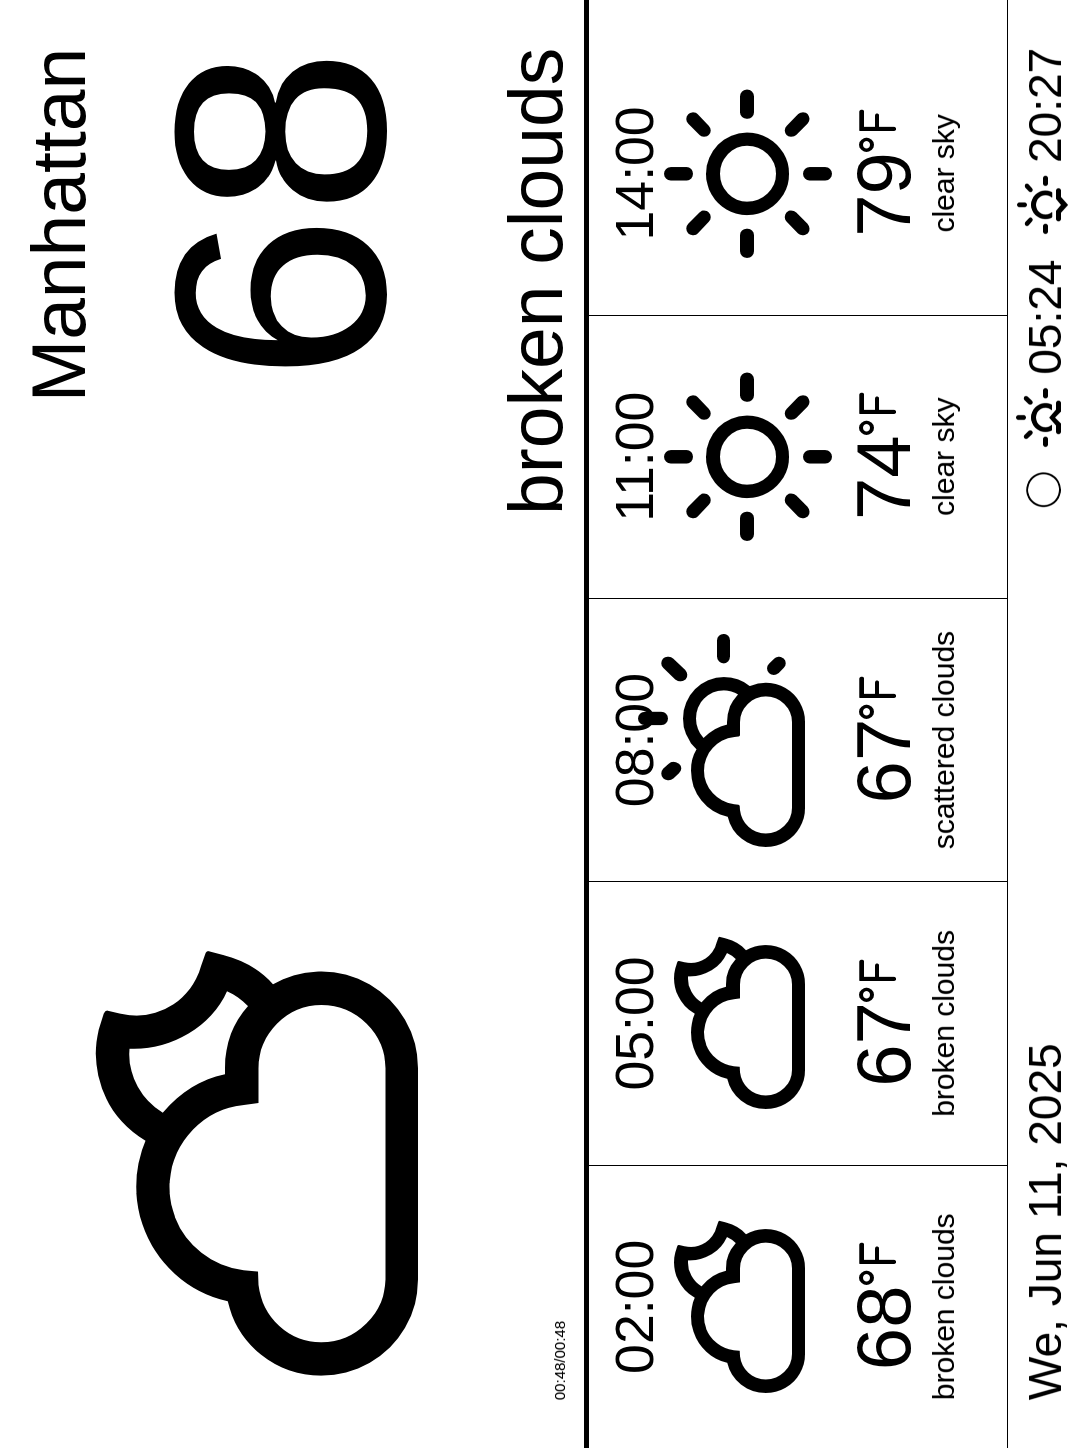 Manhattan
68
broken clouds
00:48/00:48
02:00 05:00 08:00 11:00 14:00
68°F 67°F 67°F 74°F 79°F
broken clouds broken clouds scattered clouds clear sky clear sky
We, Jun 11, 2025 05:24 20:27